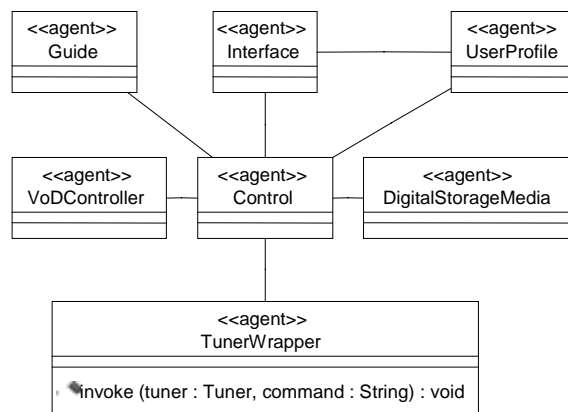 <<agent>>
Guide
<<agent>>
Interface
<<agent>>
UserProfile
<<agent>>
VoDController
<<agent>>
Control
<<agent>>
DigitalStorageMedia
<<agent>>
TunerWrapper
invoke (tuner : Tuner, command : String) : void